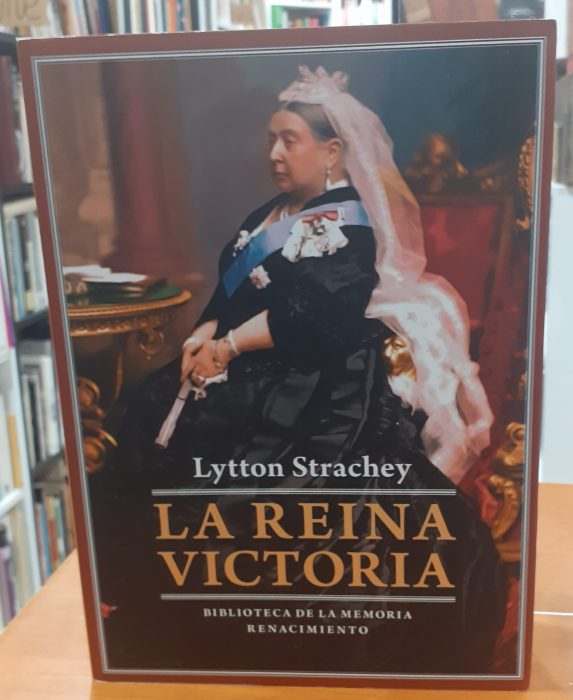 Lytton Strachey
LA REINA
VICTORIA
BIBLIOTECA DE LA MEMORIA
RENACIMIENTO